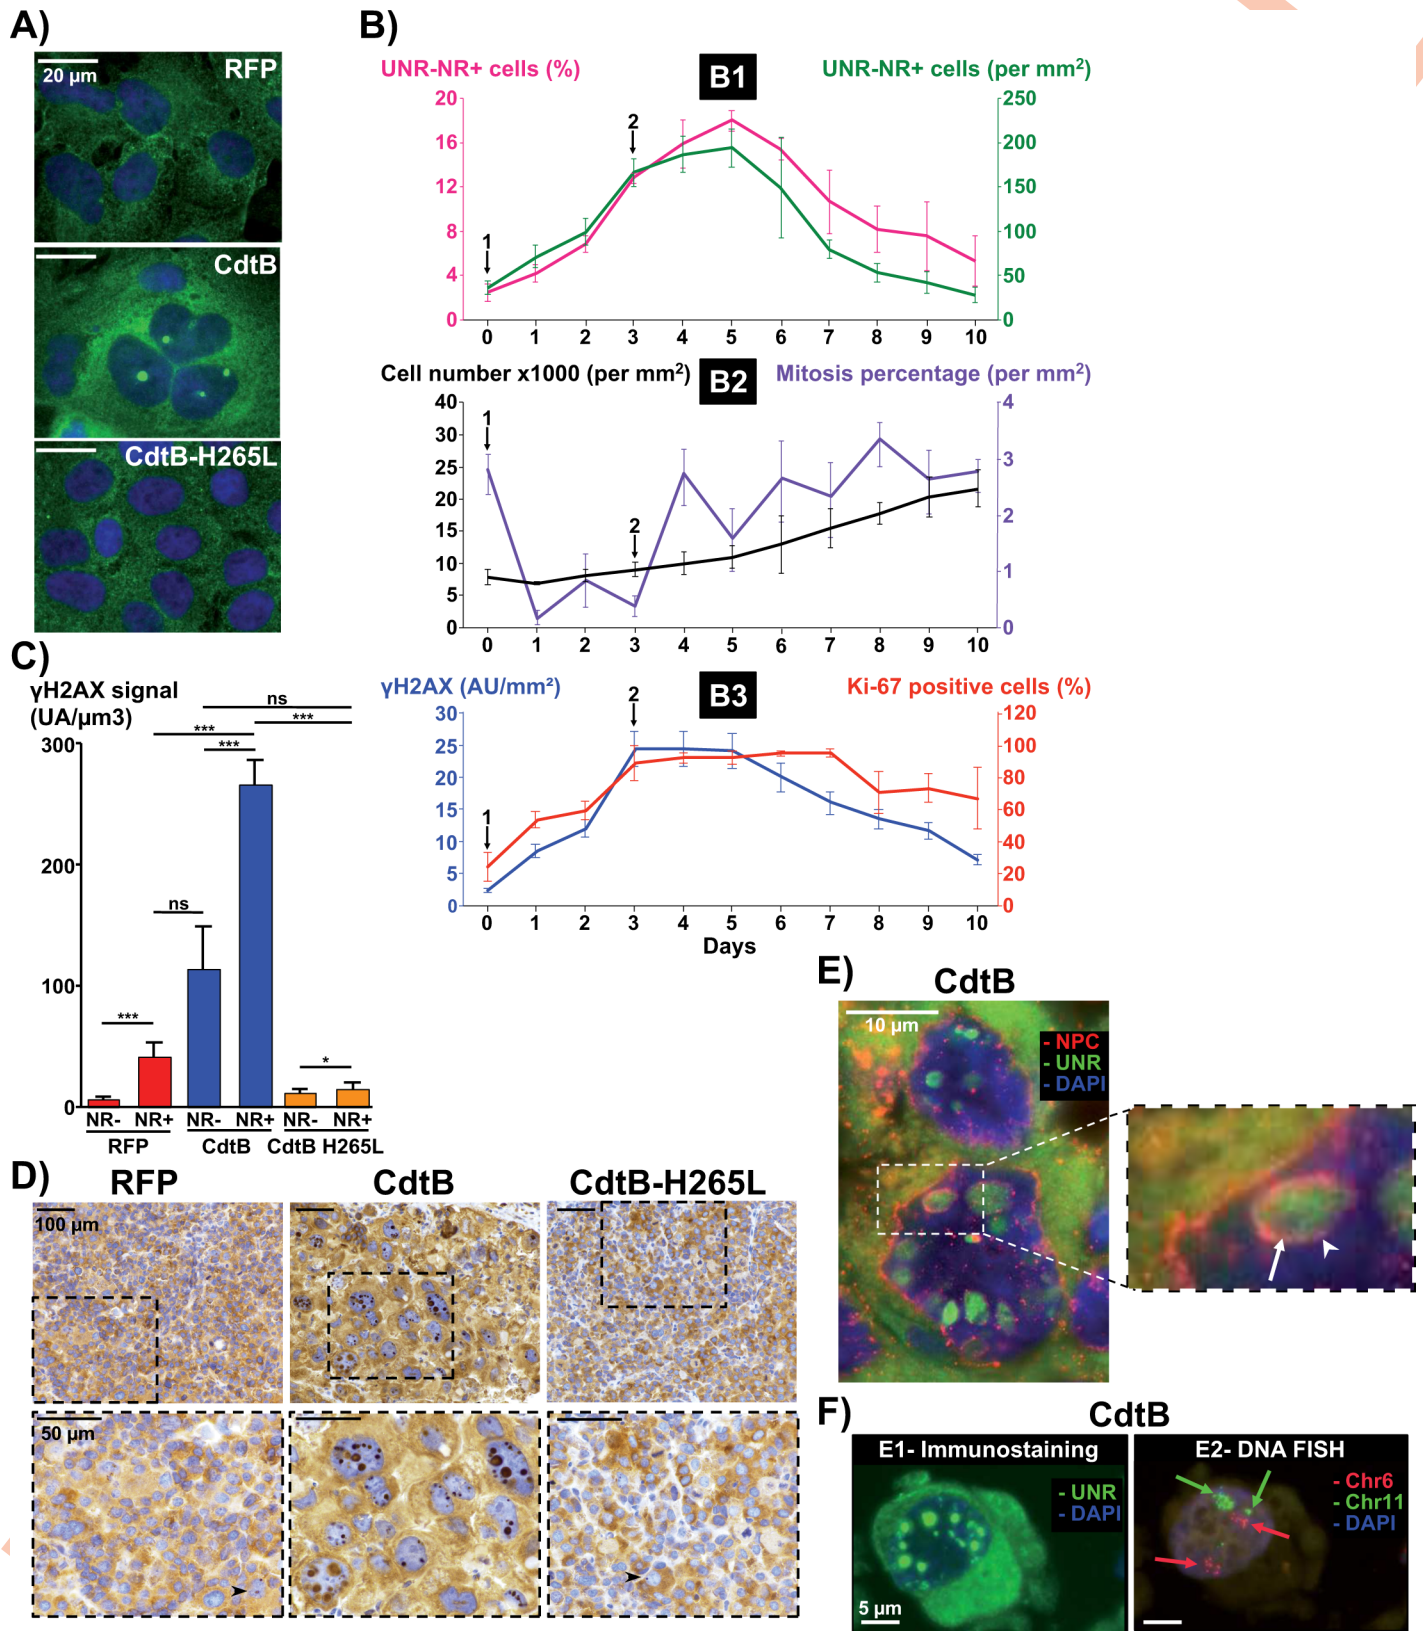 A)
RFP
20 µm
CdtB
CdtB-H265L
B)
UNR-NR+ cells (%)
B1
UNR-NR+ cells (per mm²)
20
16
12
8
4
0
250
200
150
100
50
0
1
2
0 1 2 3 4 5 6 7 8 9 10
Cell number x1000 (per mm²)
B2
Mitosis percentage (per mm²)
40
35
30
25
20
15
10
5
0
4
3
2
1
0
1
2
0 1 2 3 4 5 6 7 8 9 10
γH2AX (AU/mm²)
B3
Ki-67 positive cells (%)
30
25
20
15
10
5
0
120
100
80
60
40
20
0
1
2
0 1 2 3 4 5 6 7 8 9 10
Days
C)
γH2AX signal
(UA/µm3)
300
200
100
0
ns
***
***
***
ns
***
*
NR- NR+ NR- NR+ NR- NR+
RFP CdtB CdtB H265L
D)
RFP
CdtB
CdtB-H265L
100 µm
50 µm
E)
CdtB
10 µm
- NPC
- UNR
- DAPI
F)
CdtB
E1- Immunostaining
- UNR
- DAPI
5 µm
E2- DNA FISH
- Chr6
- Chr11
- DAPI